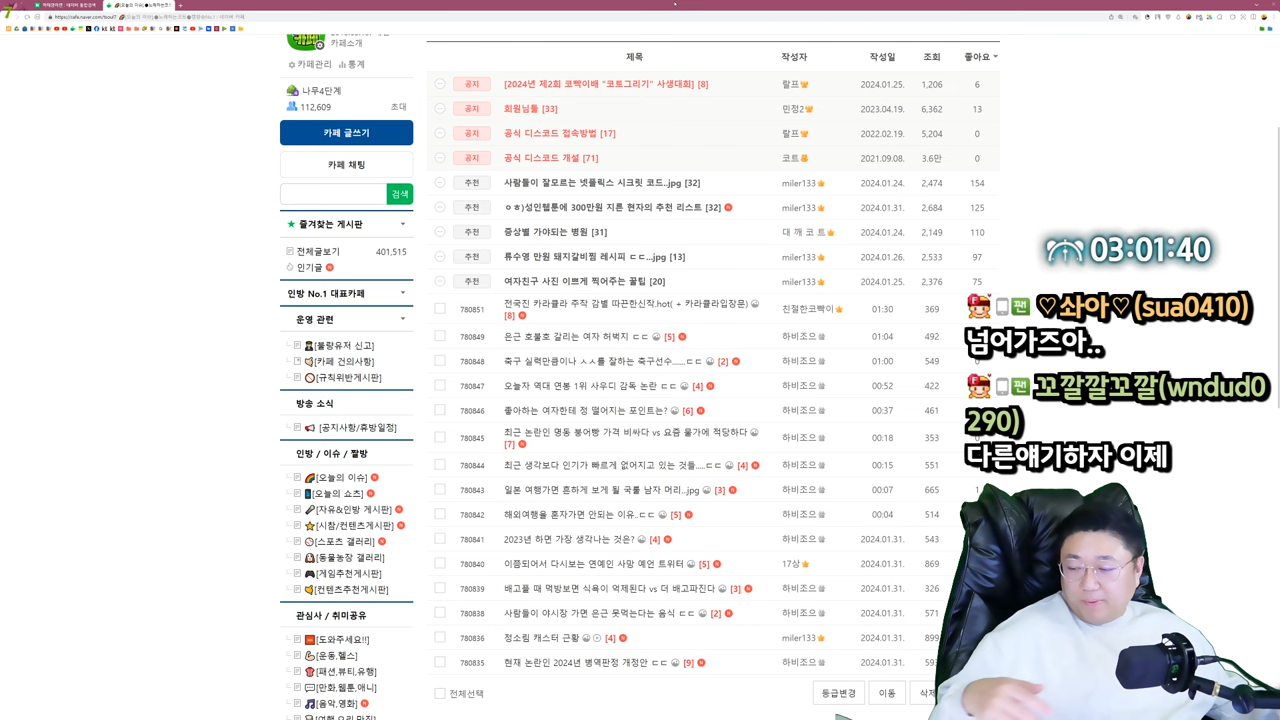 카페소개
카페관리 통계
나무4단계
112,609 초대
카페 글쓰기
카페 채팅
검색
★ 즐겨찾는 게시판
전체글보기 401,515
인기글
인방 No.1 대표카페
운영 관련
[불량유저 신고]
[카페 건의사항]
[규칙위반게시판]
방송 소식
[공지사항/휴방일정]
인방 / 이슈 / 짤방
[오늘의 이슈]
[오늘의 쇼츠]
[자유&인방 게시판]
[시참/컨텐츠게시판]
[스포츠 갤러리]
[동물농장 갤러리]
[게임추천게시판]
[컨텐츠추천게시판]
관심사 / 취미공유
[도와주세요!!]
[운동,헬스]
[패션,뷰티,유행]
[만화,웹툰,애니]
[음악,영화]
제목 작성자 작성일 조회 좋아요
공지 [2024년 제2회 코빡이배 "코트그리기" 사생대회] [8] 랄프 2024.01.25. 1,206 6
공지 회원님들 [33] 민정2 2023.04.19. 6,362 13
공지 공식 디스코드 접속방법 [17] 랄프 2022.02.19. 5,204 0
공지 공식 디스코드 개설 [71] 코트 2021.09.08. 3.6만 0
추천 사람들이 잘모르는 넷플릭스 시크릿 코드..jpg [32] miler133 2024.01.24. 2,474 154
추천 ㅇㅎ)성인웹툰에 300만원 지른 현자의 추천 리스트 [32] miler133 2024.01.31. 2,684 125
추천 증상별 가야되는 병원 [31] 대 깨 코 트 2024.01.24. 2,149 110
추천 류수영 만원 돼지갈비찜 레시피 ㄷㄷ...jpg [13] miler133 2024.01.26. 2,533 97
추천 여자친구 사진 이쁘게 찍어주는 꿀팁 [20] miler133 2024.01.25. 2,376 75
780851 전국진 카라큘라 주작 감별 따끈한신작.hot( + 카라큘라입장문) 친절한코빡이 01:30 369
[8]
780849 은근 호불호 갈리는 여자 허벅지 ㄷㄷ [5] 하비조으 01:04 492
780848 축구 실력만큼이나 ㅅㅅ를 잘하는 축구선수.......ㄷㄷ [2] 하비조으 01:00 549
780847 오늘자 역대 연봉 1위 사우디 감독 논란 ㄷㄷ [4] 하비조으 00:52 422
780846 좋아하는 여자한테 정 떨어지는 포인트는? [6] 하비조으 00:37 461
780845 최근 논란인 명동 붕어빵 가격 비싸다 vs 요즘 물가에 적당하다 하비조으 00:18 353
[7]
780844 최근 생각보다 인기가 빠르게 없어지고 있는 것들.....ㄷㄷ [4] 하비조으 00:15 551
780843 일본 여행가면 흔하게 보게 될 국룰 남자 머리...jpg [3] 하비조으 00:07 665 1
780842 해외여행을 혼자가면 안되는 이유..ㄷㄷ [5] 하비조으 00:04 514
780841 2023년 하면 가장 생각나는 것은? [4] 하비조으 2024.01.31. 543
780840 이쯤되어서 다시보는 연예인 사망 예언 트위터 [5] 17상 2024.01.31. 869
780839 배고플 때 먹방보면 식욕이 억제된다 vs 더 배고파진다 [3] 하비조으 2024.01.31. 326
780838 사람들이 야시장 가면 은근 못먹는다는 음식 ㄷㄷ [2] 하비조으 2024.01.31. 571
780836 정소림 캐스터 근황 [4] miler133 2024.01.31. 899
780835 현재 논란인 2024년 병역판정 개정안 ㄷㄷ [9] 하비조으 2024.01.31.
전체선택 등급변경 이동 삭제
03:01:40
♡솨아♡(sua0410)
넘어가즈아..
꼬깔깔꼬깔(wndud0
290)
다른얘기하자 이제